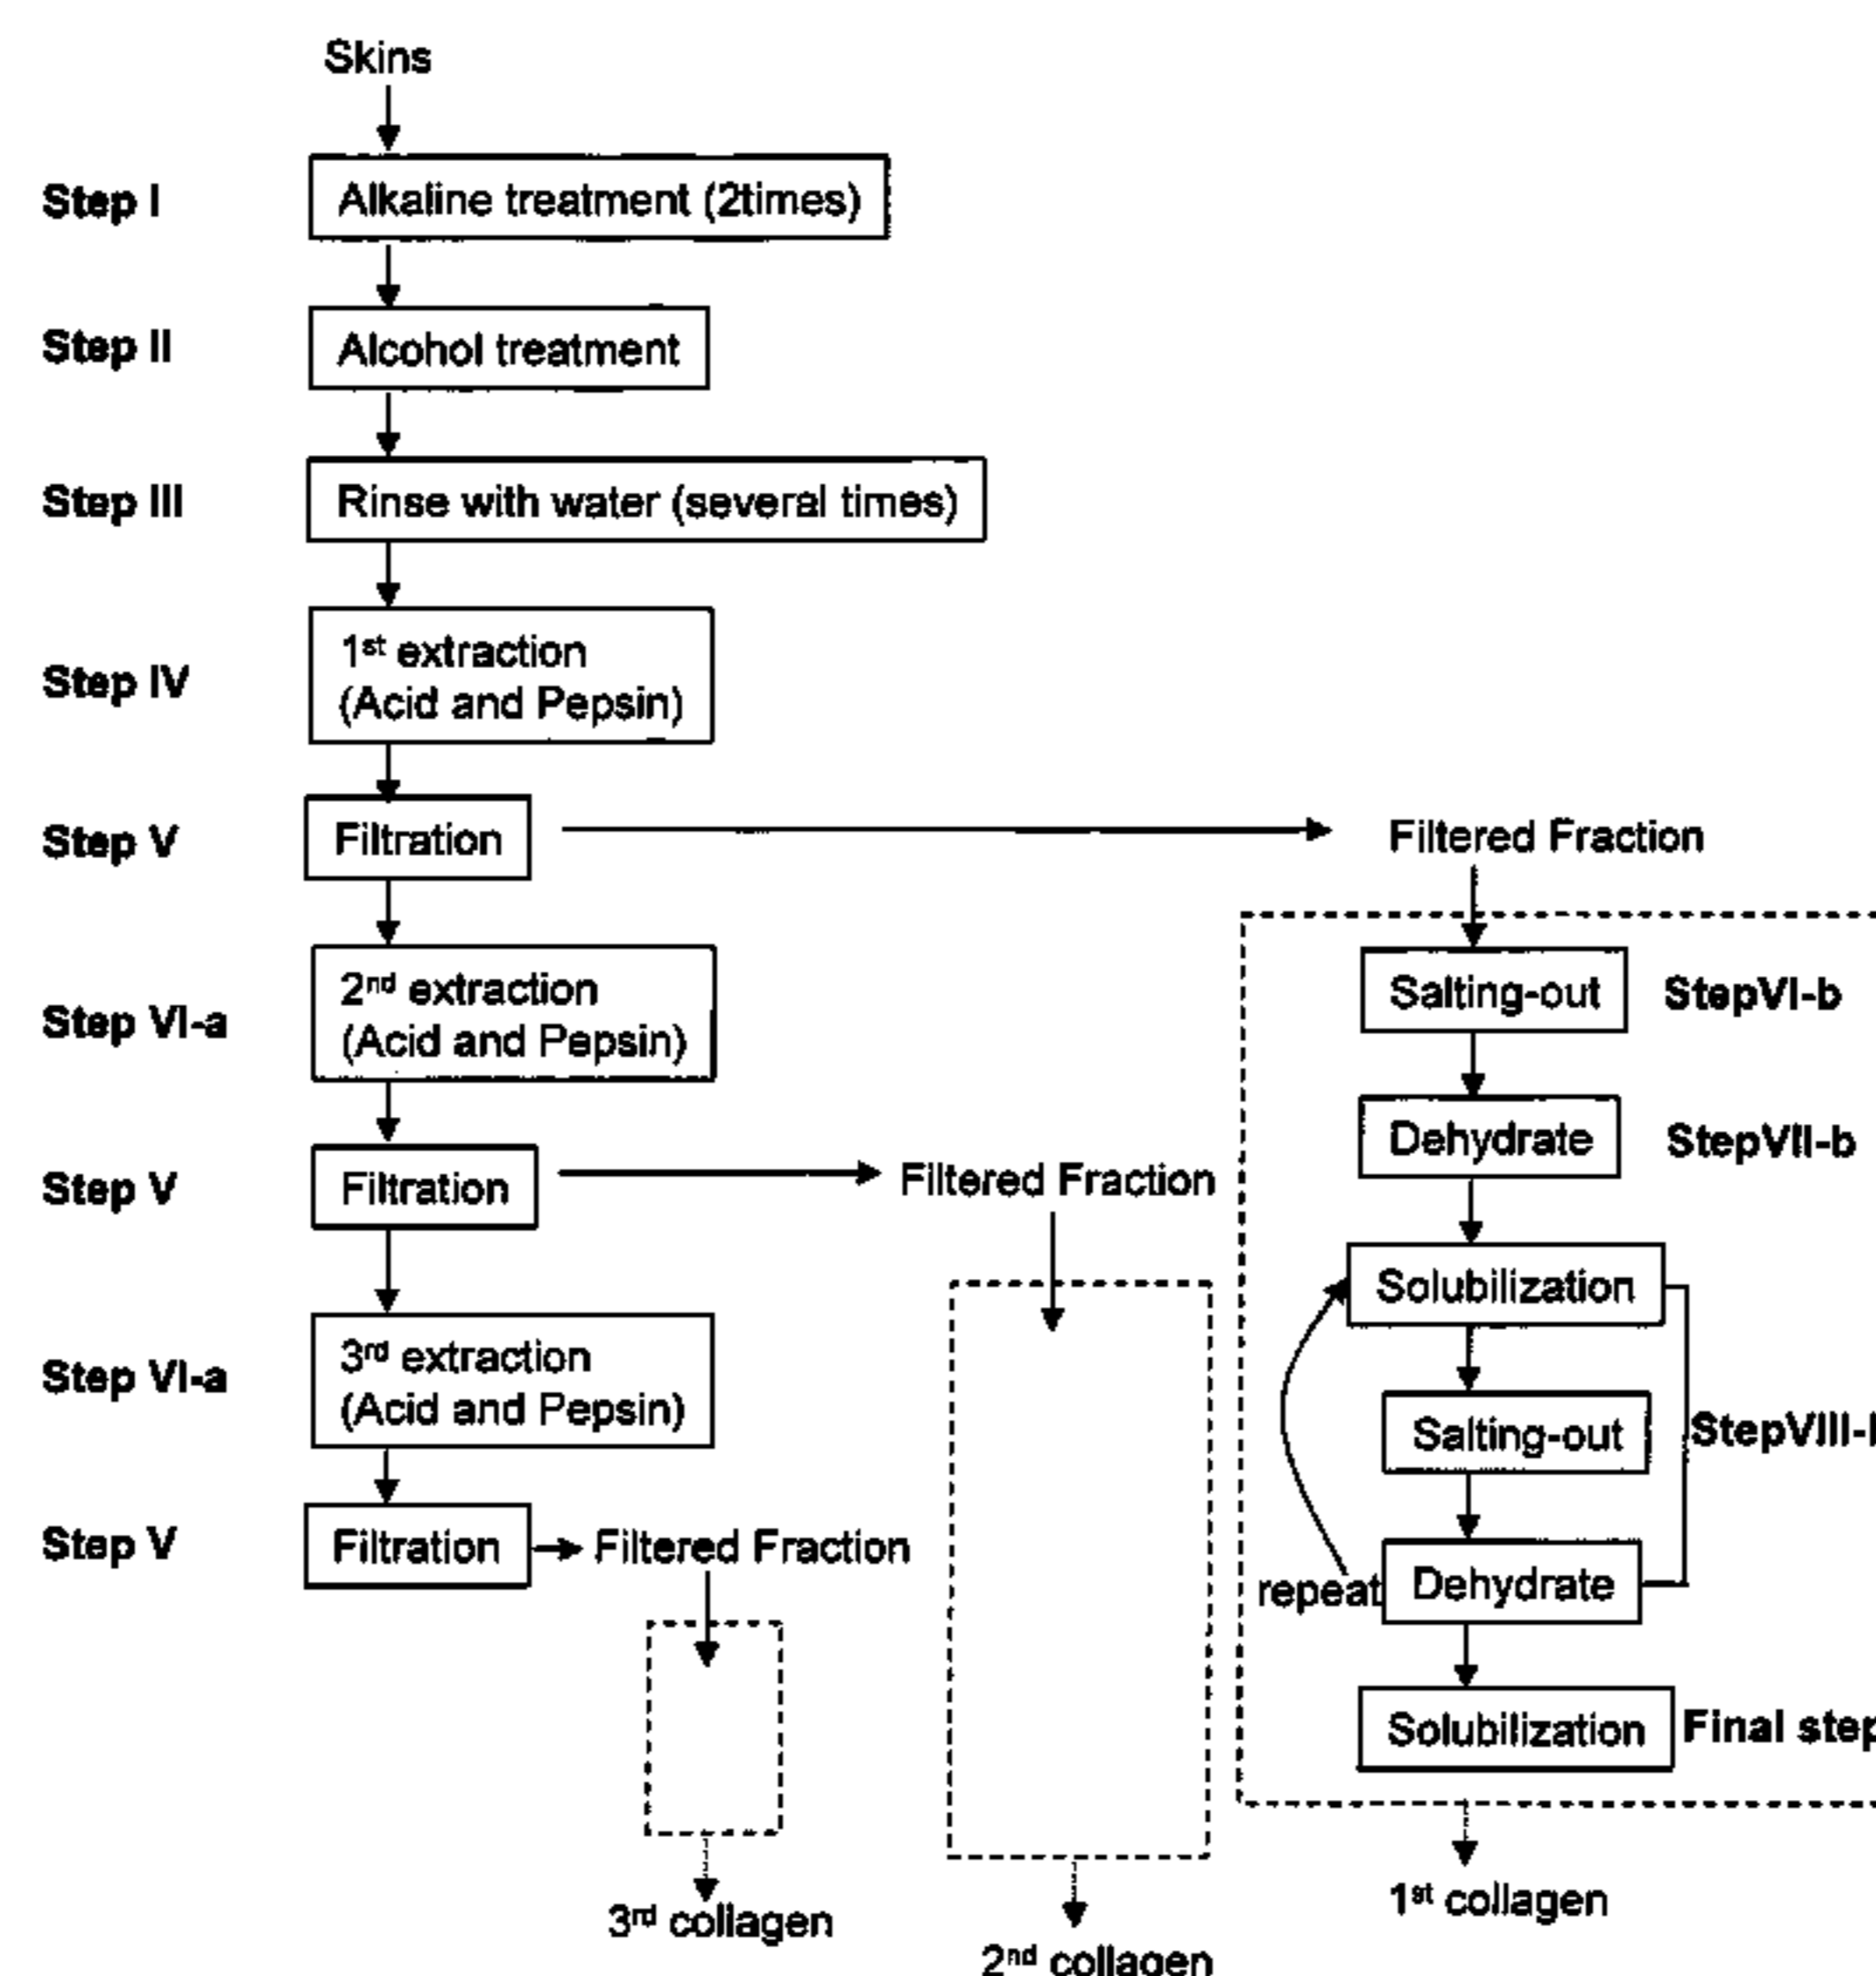 Skins
Step I
Alkaline treatment (2times)
Step II
Alcohol treatment
Step III
Rinse with water (several times)
Step IV
1st extraction
(Acid and Pepsin)
Step V
Filtration
Filtered Fraction
Step VI-a
2nd extraction
(Acid and Pepsin)
Salting-out
StepVI-b
Dehydrate
StepVII-b
Step V
Filtration
Filtered Fraction
Solubilization
Step VI-a
3rd extraction
(Acid and Pepsin)
Salting-out
StepVIII-
Step V
Filtration
Filtered Fraction
repeat
Dehydrate
Solubilization
Final step
1st collagen
3rd collagen
2nd collagen